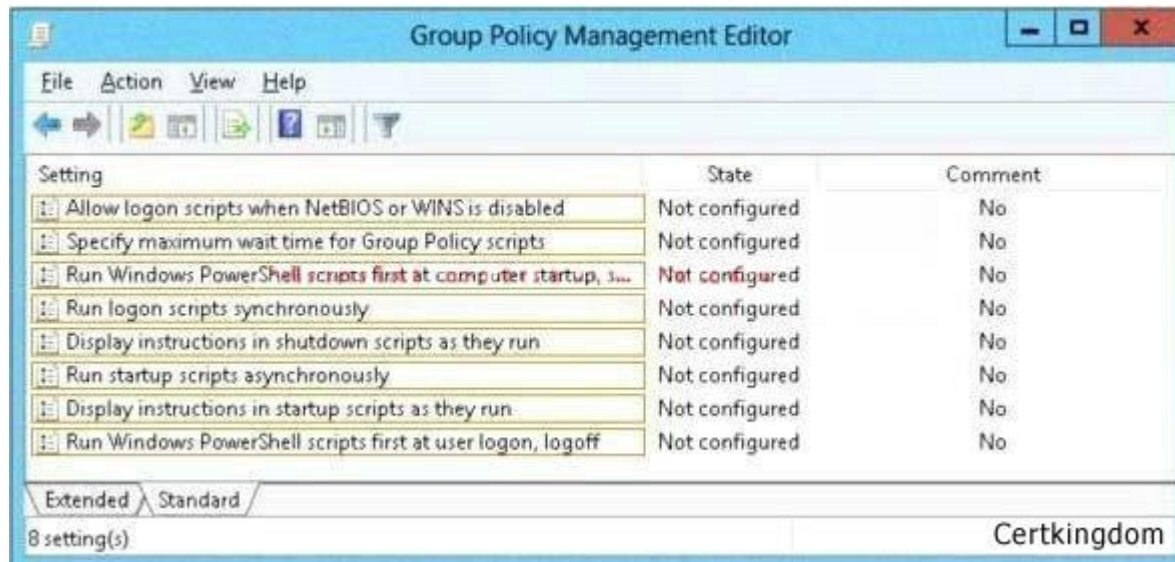 Group Policy Management Editor
File Action View Help
Setting State Comment
Allow logon scripts when NetBIOS or WINS is disabled Not configured No
Specify maximum wait time for Group Policy scripts Not configured No
Run Windows PowerShell scripts first at computer startup, s... Not configured No
Run logon scripts synchronously Not configured No
Display instructions in shutdown scripts as they run Not configured No
Run startup scripts asynchronously Not configured No
Display instructions in startup scripts as they run Not configured No
Run Windows PowerShell scripts first at user logon, logoff Not configured No
Extended Standard
8 setting(s) Certkingdom